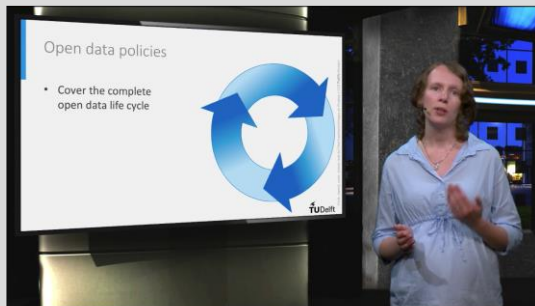 Open data policies
• Cover the complete
open data life cycle
TUDelft